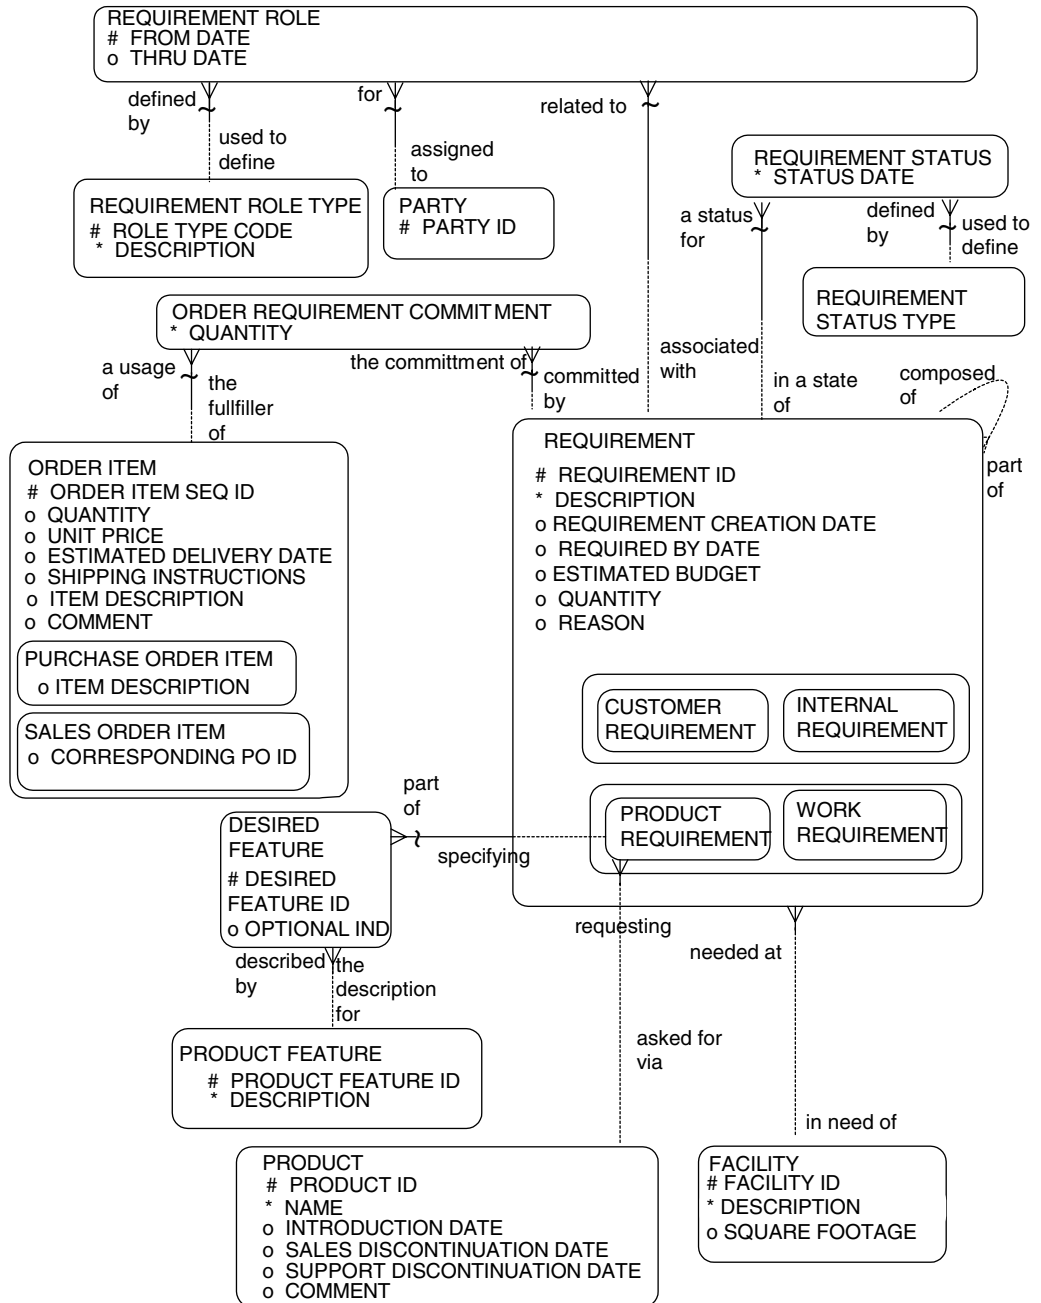 REQUIREMENT ROLE
# FROM DATE
o THRU DATE
defined
by
for
related to
used to
define
assigned
to
REQUIREMENT STATUS
* STATUS DATE
REQUIREMENT ROLE TYPE
# ROLE TYPE CODE
* DESCRIPTION
PARTY
# PARTY ID
a status
for
defined
by
used to
define
REQUIREMENT
STATUS TYPE
ORDER REQUIREMENT COMMITMENT
* QUANTITY
a usage
of
the
fullfiller
of
the committment of
committed
by
associated
with
in a state
of
composed
of
part
of
ORDER ITEM
# ORDER ITEM SEQ ID
o QUANTITY
o UNIT PRICE
o ESTIMATED DELIVERY DATE
o SHIPPING INSTRUCTIONS
o ITEM DESCRIPTION
o COMMENT
PURCHASE ORDER ITEM
o ITEM DESCRIPTION
SALES ORDER ITEM
o CORRESPONDING PO ID
REQUIREMENT
# REQUIREMENT ID
* DESCRIPTION
o REQUIREMENT CREATION DATE
o REQUIRED BY DATE
o ESTIMATED BUDGET
o QUANTITY
o REASON
CUSTOMER
REQUIREMENT
INTERNAL
REQUIREMENT
PRODUCT
REQUIREMENT
WORK
REQUIREMENT
part
of
specifying
DESIRED
FEATURE
# DESIRED
FEATURE ID
o OPTIONAL IND
described
by
the
description
for
requesting
needed at
PRODUCT FEATURE
# PRODUCT FEATURE ID
* DESCRIPTION
asked for
via
in need of
PRODUCT
# PRODUCT ID
* NAME
o INTRODUCTION DATE
o SALES DISCONTINUATION DATE
o SUPPORT DISCONTINUATION DATE
o COMMENT
FACILITY
# FACILITY ID
* DESCRIPTION
o SQUARE FOOTAGE